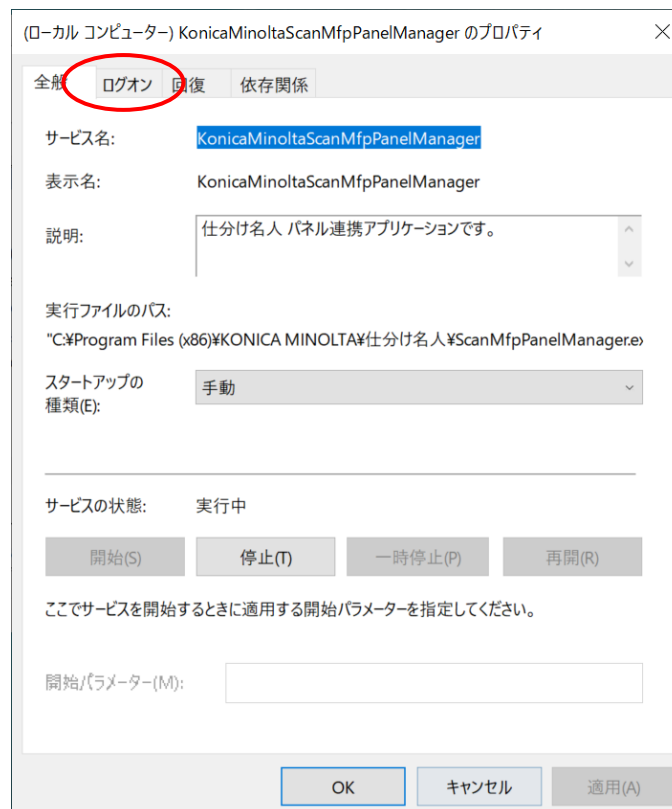 (ローカル コンピューター) KonicaMinoltaScanMfpPanelManager のプロパティ
全般 ログオン 回復 依存関係
サービス名: KonicaMinoltaScanMfpPanelManager
表示名: KonicaMinoltaScanMfpPanelManager
説明: 仕分け名人 パネル連携アプリケーションです。
実行ファイルのパス:
"C:¥Program Files (x86)¥KONICA MINOLTA¥仕分け名人¥ScanMfpPanelManager.ex
スタートアップの
種類(E): 手動
サービスの状態: 実行中
開始(S) 停止(T) 一時停止(P) 再開(R)
ここでサービスを開始するときに適用する開始パラメーターを指定してください。
開始パラメーター(M):
OK キャンセル 適用(A)